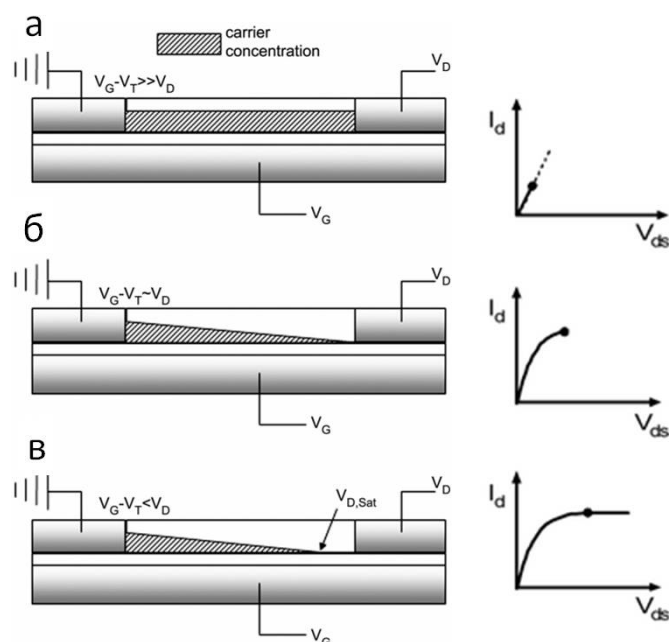 а
carrier
concentration
V_G-V_T>>V_D
V_D
V_G
I_d
V_ds
б
V_G-V_T~V_D
V_D
V_G
I_d
V_ds
в
V_G-V_T<V_D
V_D,Sat
V_D
V_G
I_d
V_ds